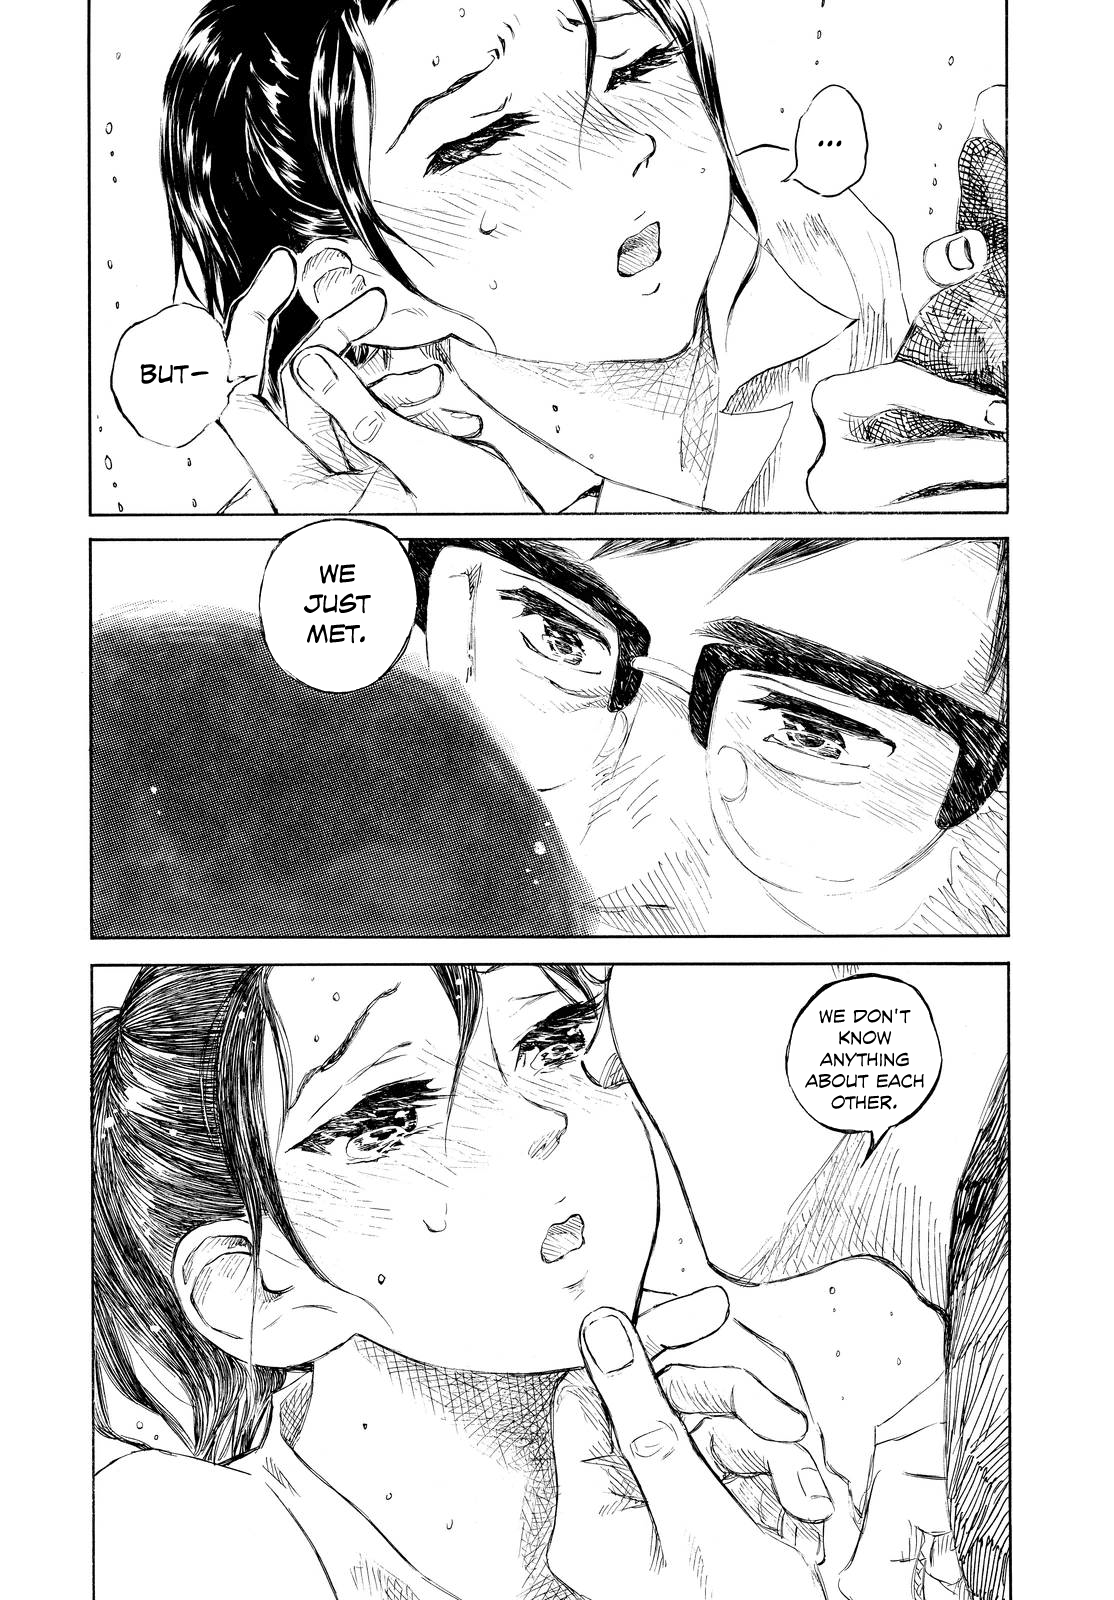 ...
BUT-
WE
JUST
MET.
WE DON'T
KNOW
ANYTHING
ABOUT EACH
OTHER.